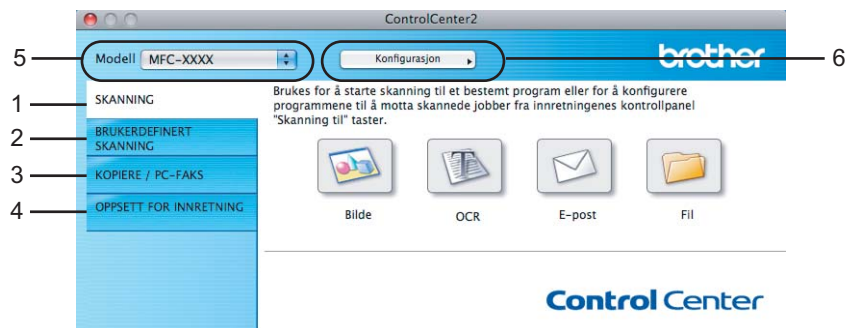 ControlCenter2
5
Modell MFC-XXXX
Konfigurasjon
brother
6
1
SKANNING
2
BRUKERDEFINERT
SKANNING
3
KOPIERE / PC-FAKS
4
OPPSETT FOR INNRETNING
Brukes for å starte skanning til et bestemt program eller for å konfigurere
programmene til å motta skannede jobber fra innretningenes kontrollpanel
"Skanning til" taster.
Bilde
OCR
E-post
Fil
Control Center